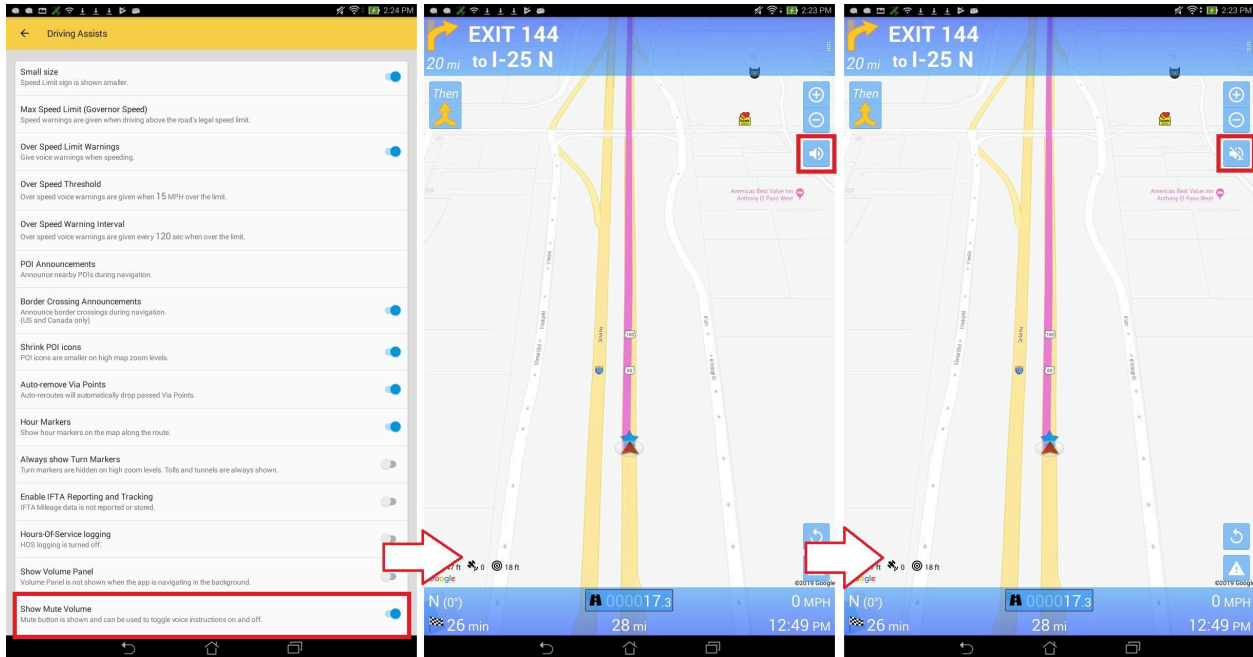 2:24 PM
Driving Assists
Small size
Speed Limit sign is shown smaller.
Max Speed Limit (Governor Speed)
Speed warnings are given when driving above the road's legal speed limit.
Over Speed Limit Warnings
Give voice warnings when speeding.
Over Speed Threshold
Over speed voice warnings are given when 15 MPH over the limit.
Over Speed Warning Interval
Over speed voice warnings are given every 120 sec when over the limit.
POI Announcements
Announce nearby POIs during navigation.
Border Crossing Announcements
Announce border crossings during navigation.
(US and Canada only)
Shrink POI icons
POI icons are smaller on high map zoom levels.
Auto-remove Via Points
Auto-reroutes will automatically drop passed Via Points.
Hour Markers
Show hour markers on the map along the route.
Always show Turn Markers
Turn markers are hidden on high zoom levels. Tolls and tunnels are always shown.
Enable IFTA Reporting and Tracking
IFTA Mileage data is not reported or stored.
Hours-Of-Service logging
HOS logging is turned off.
Show Volume Panel
Volume Panel is not shown when the app is navigating in the background.
Show Mute Volume
Mute button is shown and can be used to toggle voice instructions on and off.
2:23 PM
EXIT 144
20 mi to I-25 N
Then
American Best Value Inn
Anthony El Paso West
180
85
ft 0 18 ft
©2019 Google
N (0°) 000017.3 0 MPH
26 min 28 mi 12:49 PM
2:23 PM
EXIT 144
20 mi to I-25 N
Then
American Best Value Inn
Anthony El Paso West
180
85
ft 0 18 ft
©2019 Google
N (0°) 000017.3 0 MPH
26 min 28 mi 12:49 PM